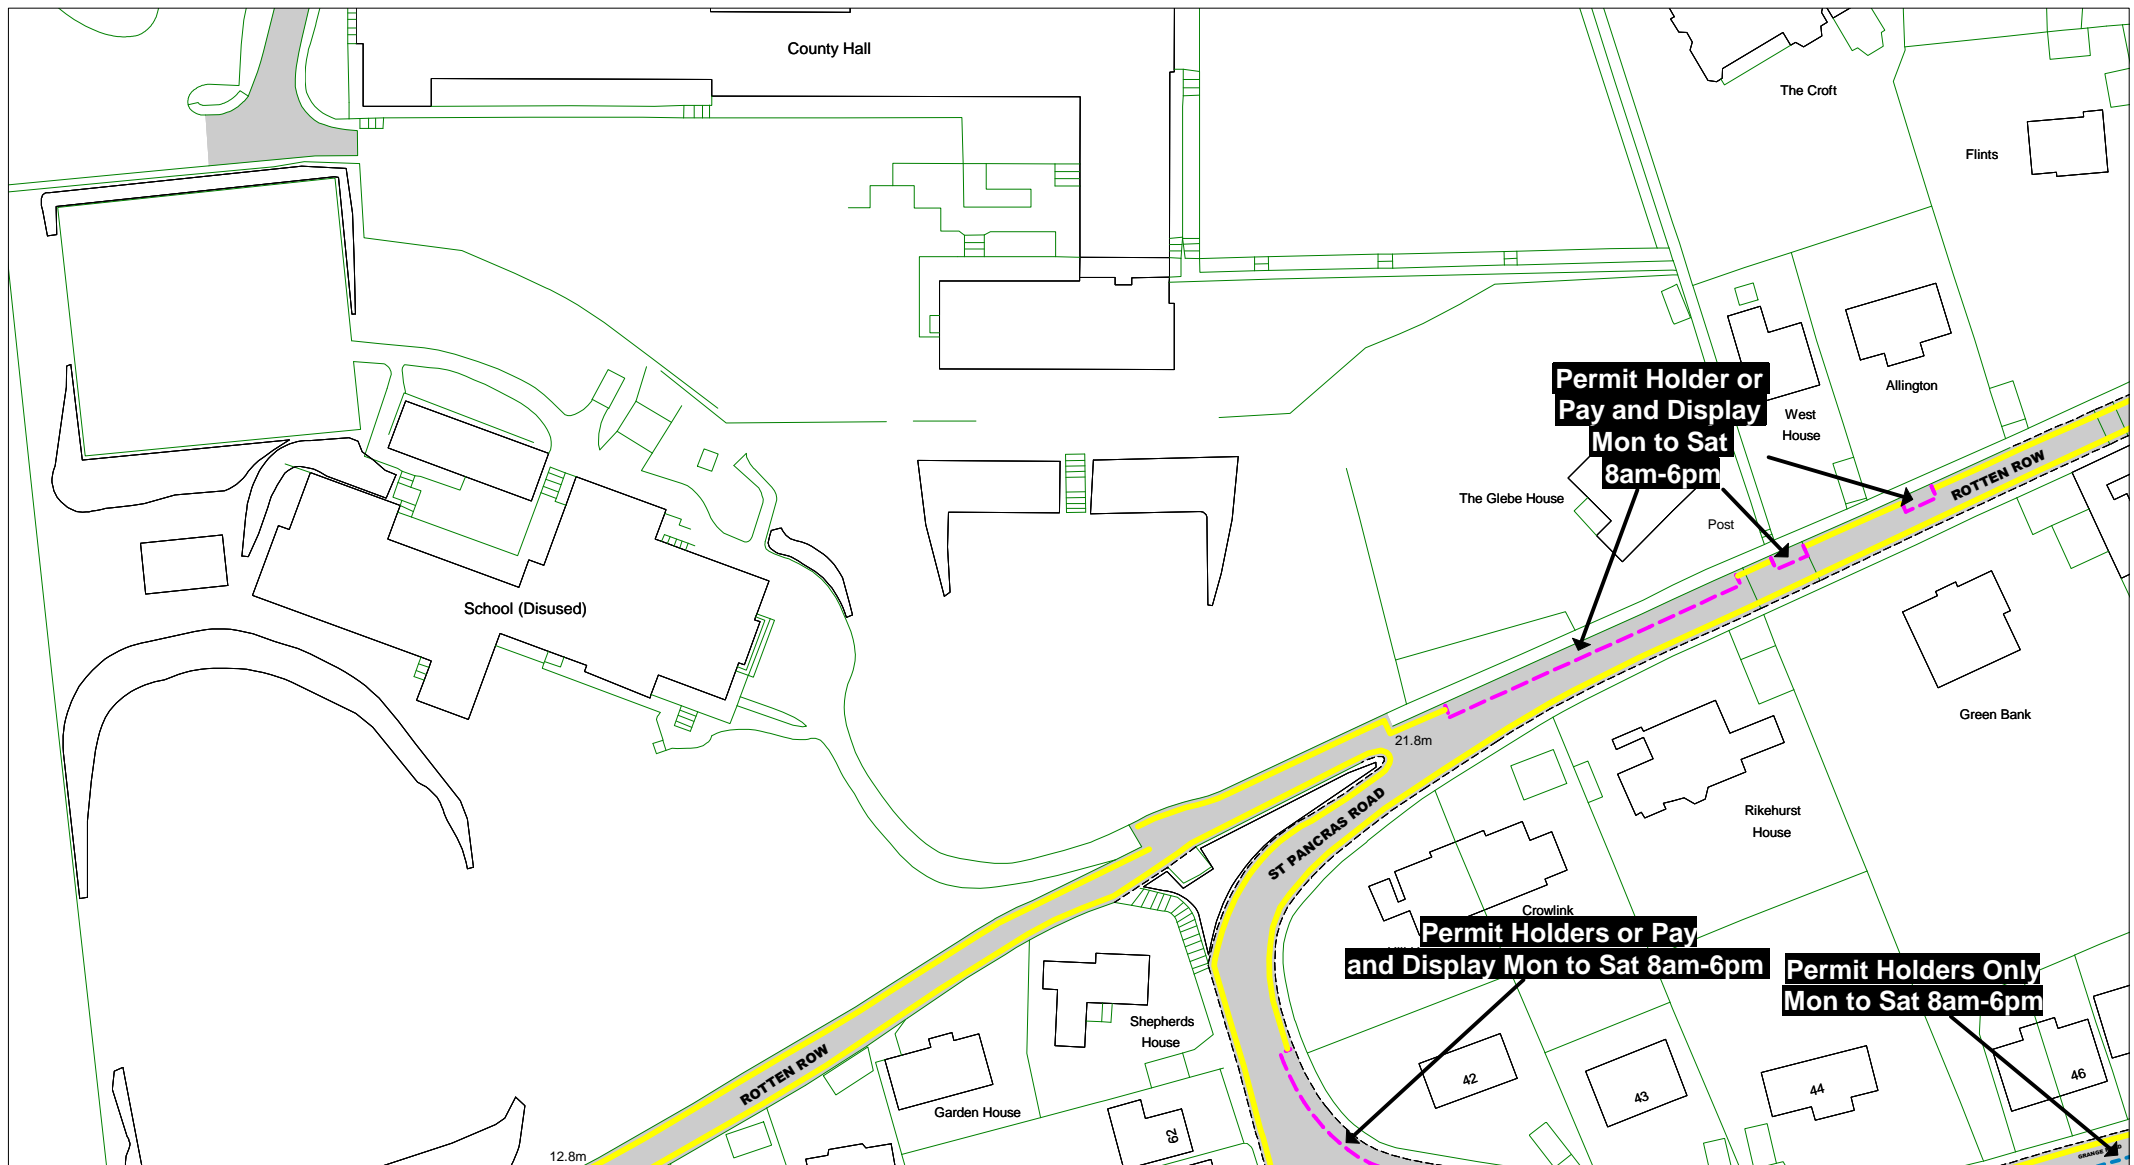 County Hall
The Croft
Flints
Permit Holder or
Pay and Display
Mon to Sat
8am-6pm
Allington
West
House
ROTTEN ROW
The Glebe House
Post
School (Disused)
Green Bank
21.8m
ST PANCRAS ROAD
Rikehurst
House
Crowlink
Permit Holders or Pay
and Display Mon to Sat 8am-6pm
Permit Holders Only
Mon to Sat 8am-6pm
Shepherds
House
ROTTEN ROW
Garden House
42
43
44
46
62
12.8m